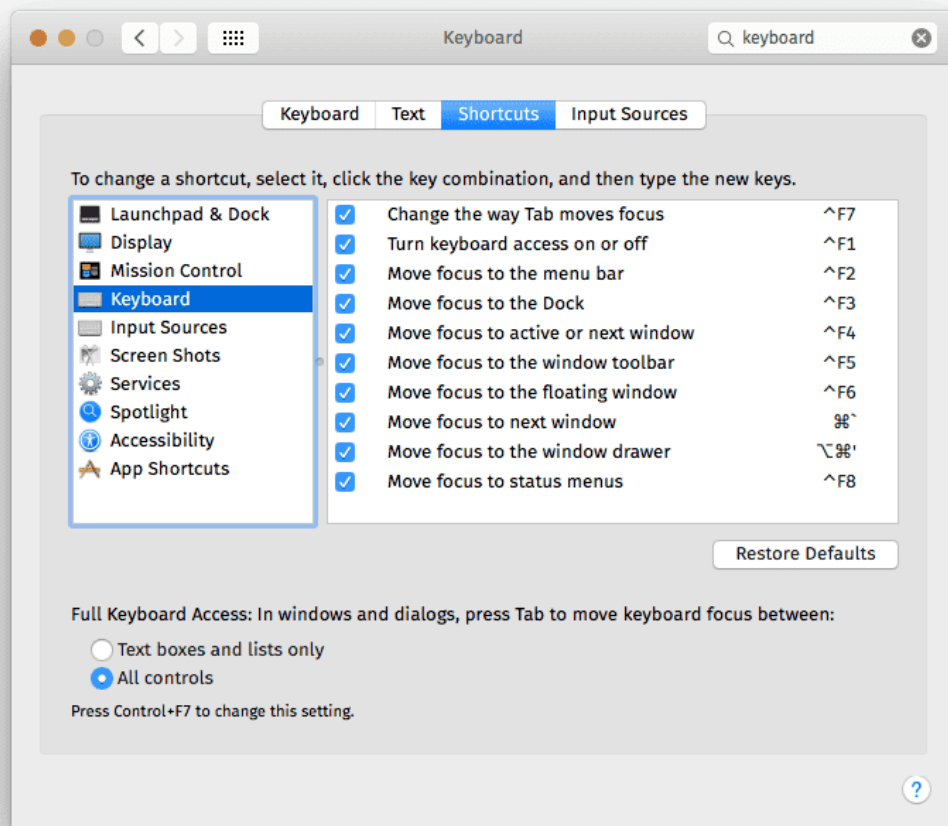 Keyboard
keyboard
Keyboard Text Shortcuts Input Sources
To change a shortcut, select it, click the key combination, and then type the new keys.
Launchpad & Dock
Display
Mission Control
Keyboard
Input Sources
Screen Shots
Services
Spotlight
Accessibility
App Shortcuts
Change the way Tab moves focus ^F7
Turn keyboard access on or off ^F1
Move focus to the menu bar ^F2
Move focus to the Dock ^F3
Move focus to active or next window ^F4
Move focus to the window toolbar ^F5
Move focus to the floating window ^F6
Move focus to next window ⌘`
Move focus to the window drawer ⌥⌘'
Move focus to status menus ^F8
Restore Defaults
Full Keyboard Access: In windows and dialogs, press Tab to move keyboard focus between:
Text boxes and lists only
All controls
Press Control+F7 to change this setting.
?